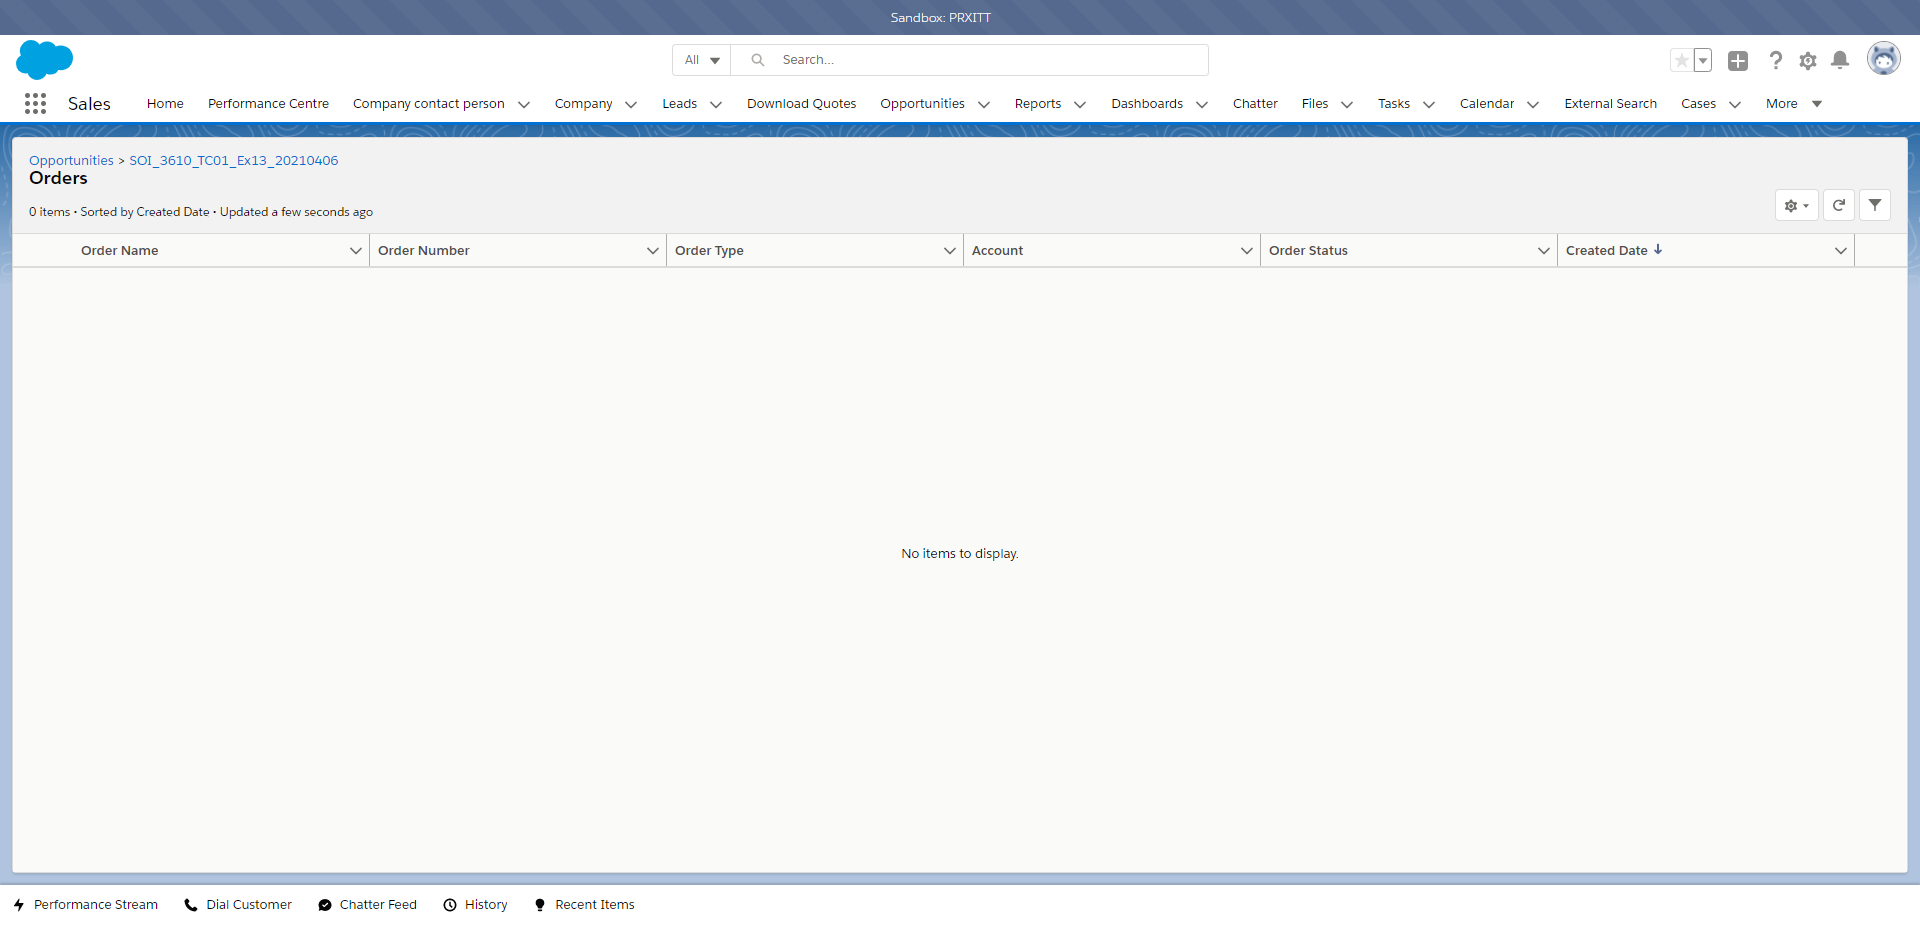 Sandbox: PRXITT
All
Search...
Sales
Home
Performance Centre
Company contact person
Company
Leads
Download Quotes
Opportunities
Reports
Dashboards
Chatter
Files
Tasks
Calendar
External Search
Cases
More
Opportunities > SOI_3610_TC01_Ex13_20210406
Orders
0 items • Sorted by Created Date • Updated a few seconds ago
Order Name
Order Number
Order Type
Account
Order Status
Created Date
No items to display.
Performance Stream
Dial Customer
Chatter Feed
History
Recent Items